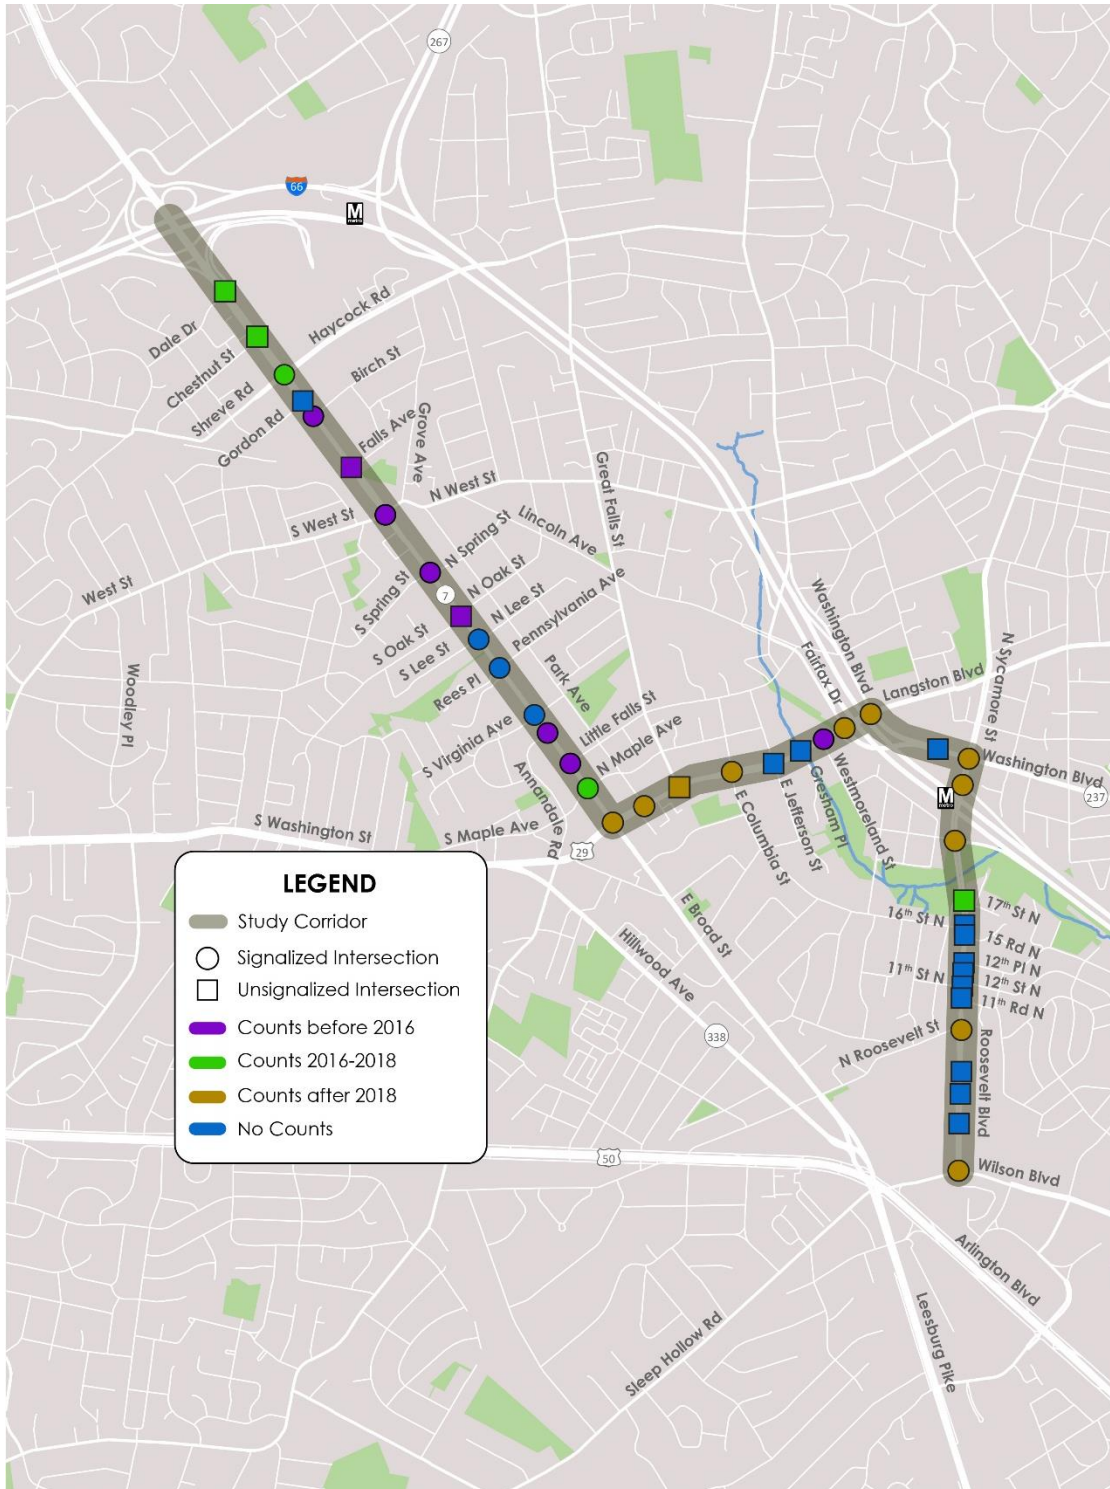 267
66
M
metro
Haycock Rd
Dale Dr
Chestnut St
Birch St
Shreve Rd
Gordon Rd
Falls Ave
Grove Ave
N West St
S West St
Great Falls St
Lincoln Ave
N Spring St
West St
S Spring St
7
N Oak St
N Lee St
Pennsylvania Ave
S Oak St
S Lee St
Washington Blvd
Fairfax Dr
N Sycamore St
Woodley Pl
Rees Pl
Park Ave
Langston Blvd
Little Falls St
S Virginia Ave
N Maple Ave
Washington Blvd
237
M
metro
Annandale Rd
Westmoreland St
Gresham Pl
E Jefferson St
E Columbia St
S Washington St
S Maple Ave
29
E Broad St
Hillwood Ave
338
16th St N
17th St N
15 Rd N
12th Pl N
11th St N
12th St N
11th Rd N
N Roosevelt St
Roosevelt Blvd
LEGEND
Study Corridor
Signalized Intersection
Unsignalized Intersection
Counts before 2016
Counts 2016-2018
Counts after 2018
No Counts
50
Wilson Blvd
Arlington Blvd
Leesburg Pike
Sleep Hollow Rd